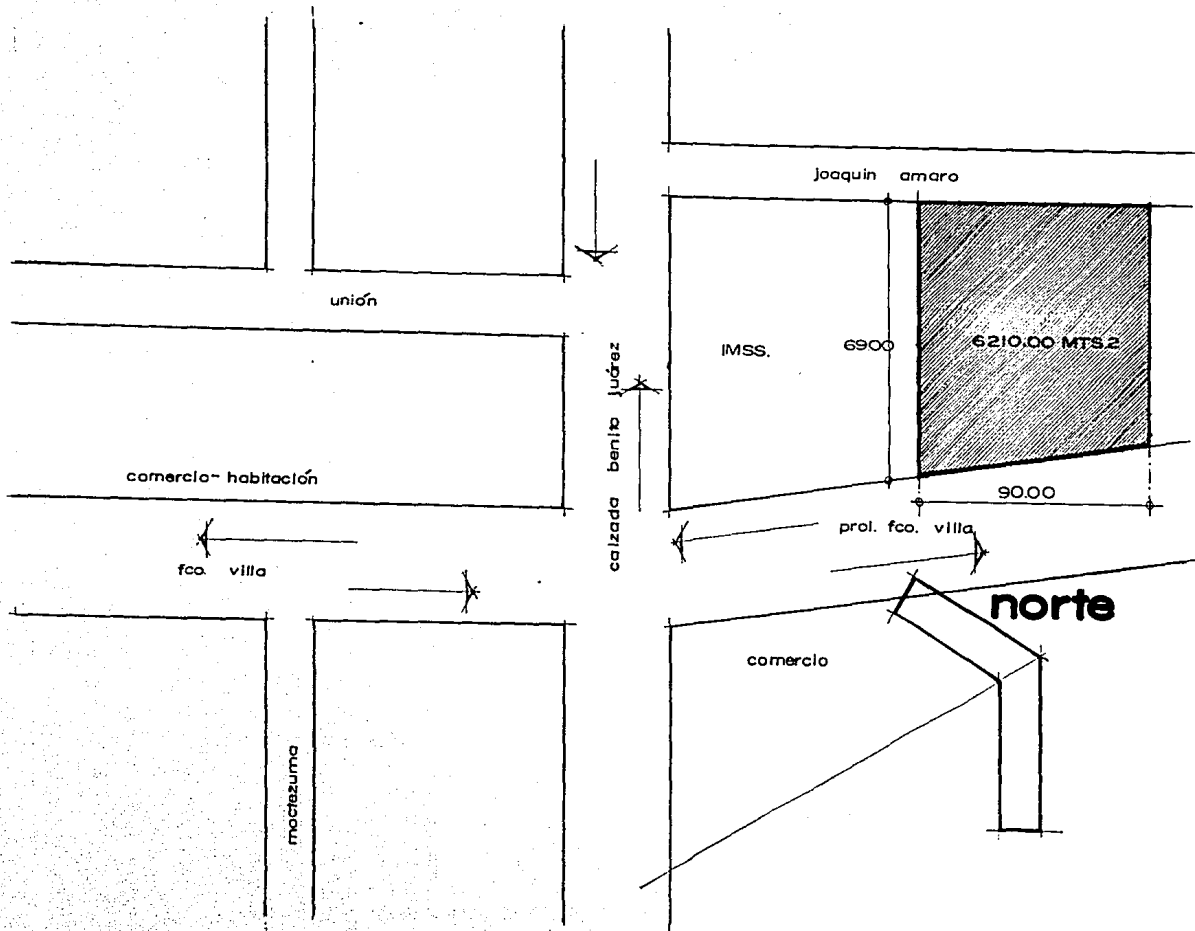 joaquin amaro
unión
IMSS.
6900
6210.00 MTS.2
calzada benito juárez
comercio-habitación
90.00
prol. fco. villa
fco. villa
norte
comercio
moctezuma